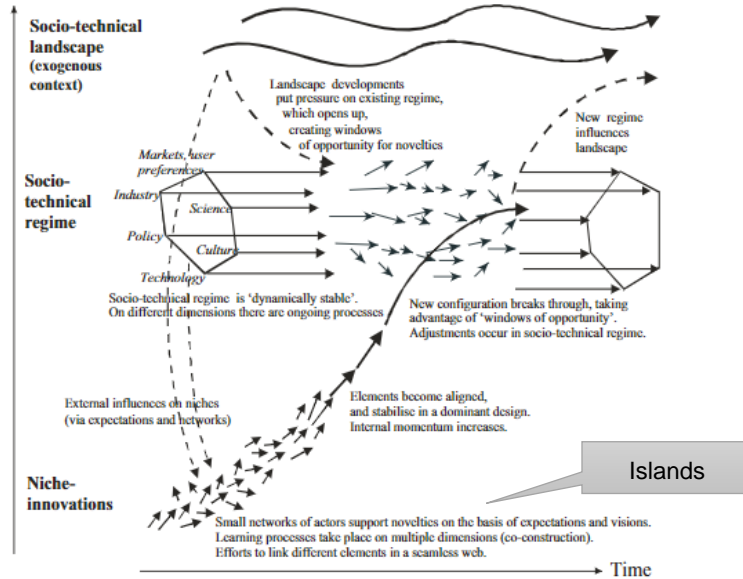 Socio-technical
landscape
(exogenous
context)
Landscape developments
put pressure on existing regime,
which opens up,
creating windows
of opportunity for novelties
New regime
influences
landscape
Markets, user
preferences
Socio-
technical
regime
Industry
Science
Policy
Culture
Technology
Socio-technical regime is ‘dynamically stable’.
On different dimensions there are ongoing processes
New configuration breaks through, taking
advantage of ‘windows of opportunity’.
Adjustments occur in socio-technical regime.
External influences on niches
(via expectations and networks)
Elements become aligned,
and stabilise in a dominant design.
Internal momentum increases.
Islands
Niche-
innovations
Small networks of actors support novelties on the basis of expectations and visions.
Learning processes take place on multiple dimensions (co-construction).
Efforts to link different elements in a seamless web.
Time